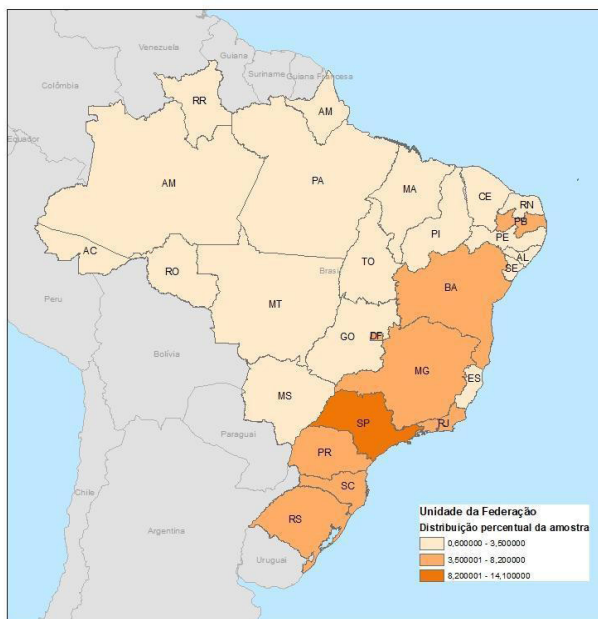 Venezuela
Guiana
Suriname
Guiana Francesa
Colômbia
RR
AM
Equador
AM
PA
MA
CE
RN
PB
PI
PE
AC
AL
TO
SE
RO
Brasil
BA
Peru
MT
GO
DF
Bolívia
MG
ES
MS
SP
RJ
Paraguai
PR
SC
Chile
RS
Argentina
Uruguai
Unidade da Federação
Distribuição percentual da amostra
0,600000 - 3,500000
3,500001 - 8,200000
8,200001 - 14,100000